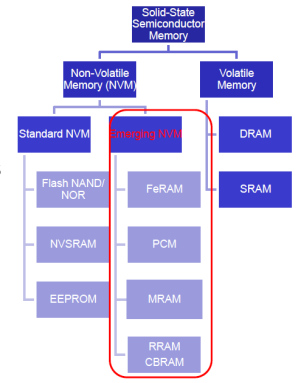 Solid-State
Semiconductor
Memory
Non-Volatile
Memory (NVM)
Volatile
Memory
Standard NVM
Emerging NVM
DRAM
Flash NAND/
NOR
FeRAM
SRAM
NVSRAM
PCM
EEPROM
MRAM
RRAM
CBRAM